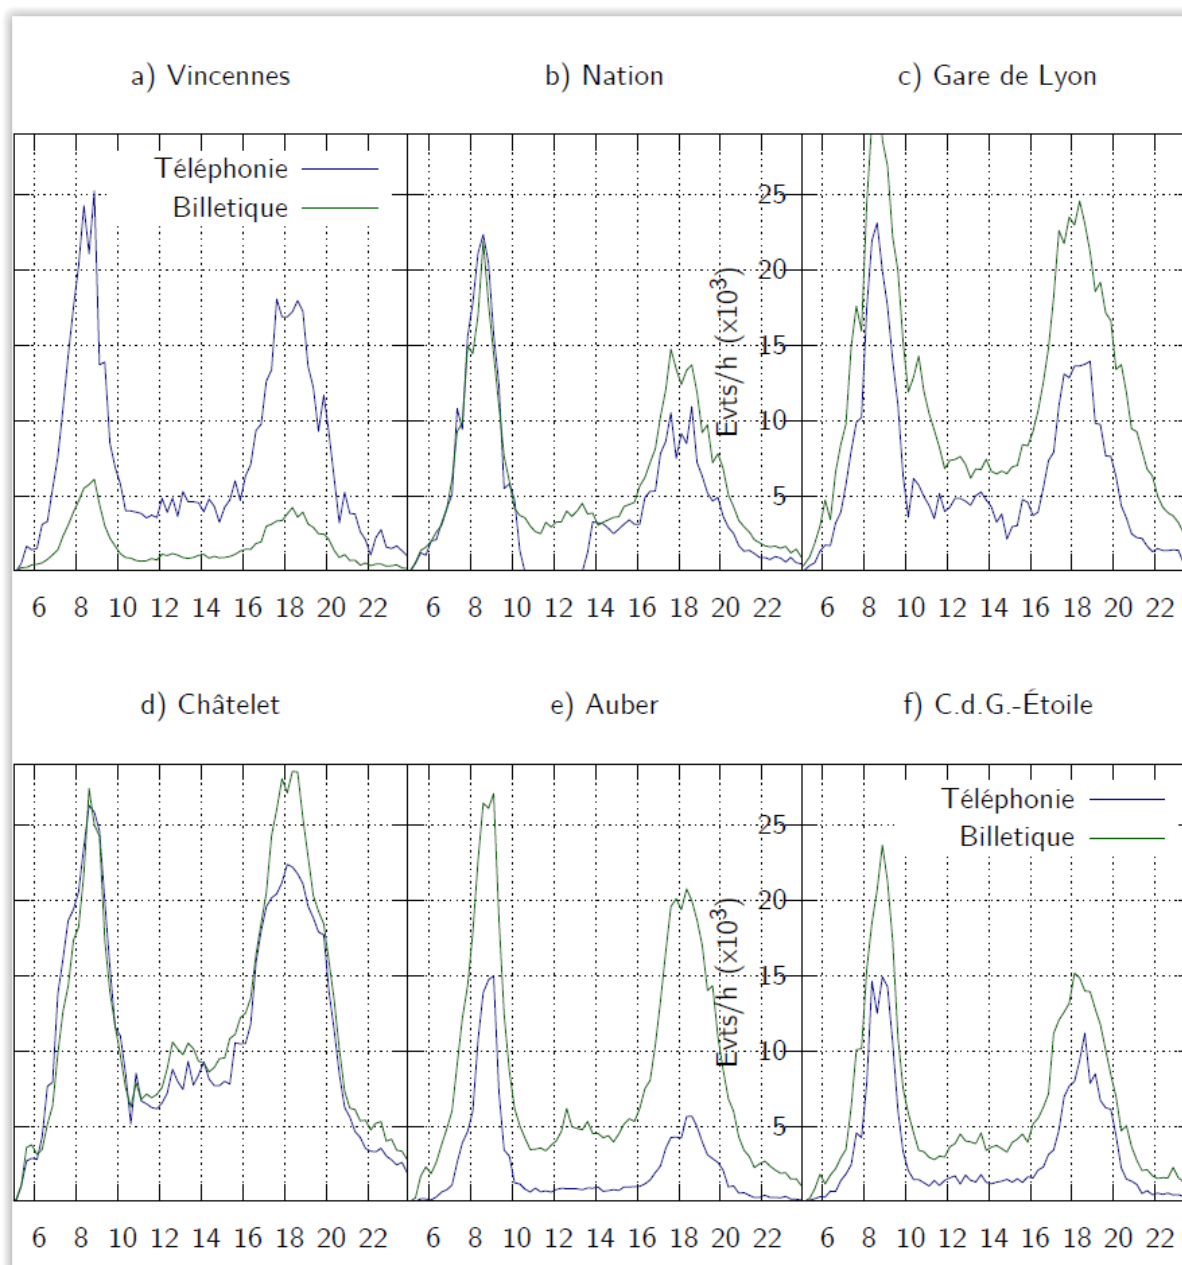 a) Vincennes
b) Nation
c) Gare de Lyon
Téléphonie
Billetique
25
20
15
10
5
Evts/h (x10³)
6 8 10 12 14 16 18 20 22
6 8 10 12 14 16 18 20 22
6 8 10 12 14 16 18 20 22
d) Châtelet
e) Auber
f) C.d.G.-Étoile
Téléphonie
Billetique
25
20
15
10
5
Evts/h (x10³)
6 8 10 12 14 16 18 20 22
6 8 10 12 14 16 18 20 22
6 8 10 12 14 16 18 20 22